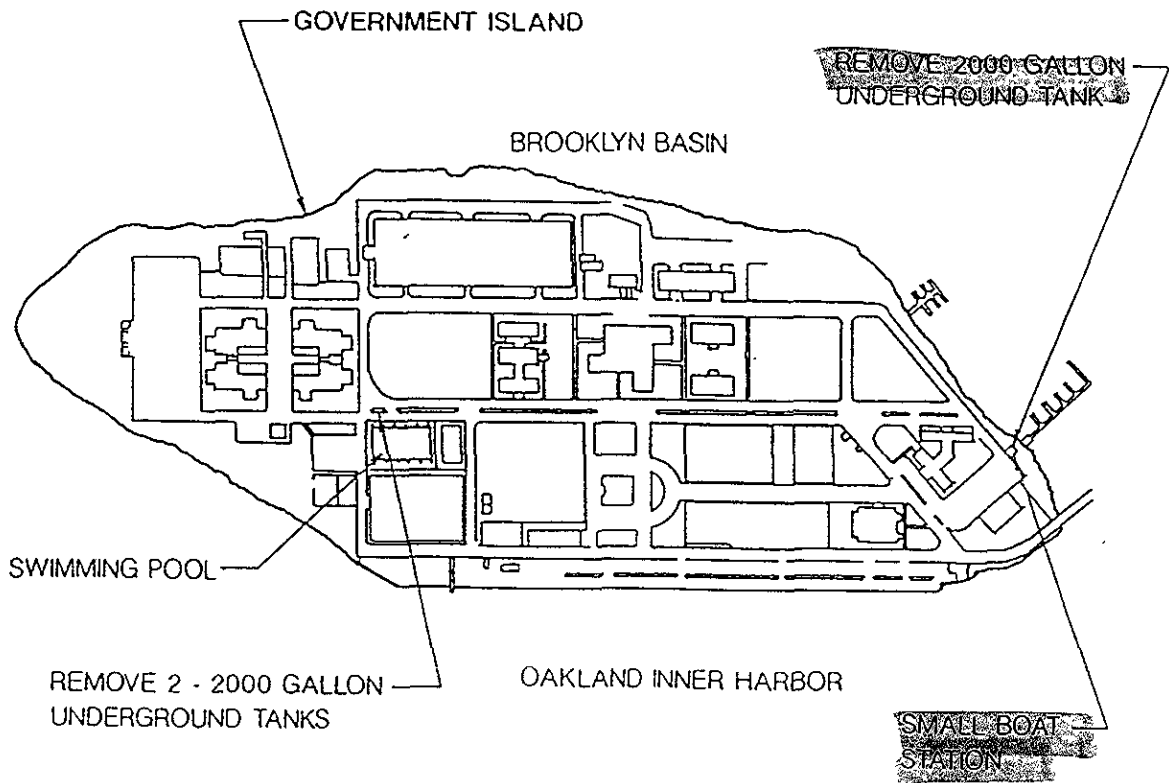 GOVERNMENT ISLAND
REMOVE 2000 GALLON
UNDERGROUND TANK
BROOKLYN BASIN
SWIMMING POOL
REMOVE 2 - 2000 GALLON
UNDERGROUND TANKS
OAKLAND INNER HARBOR
SMALL BOAT
STATION